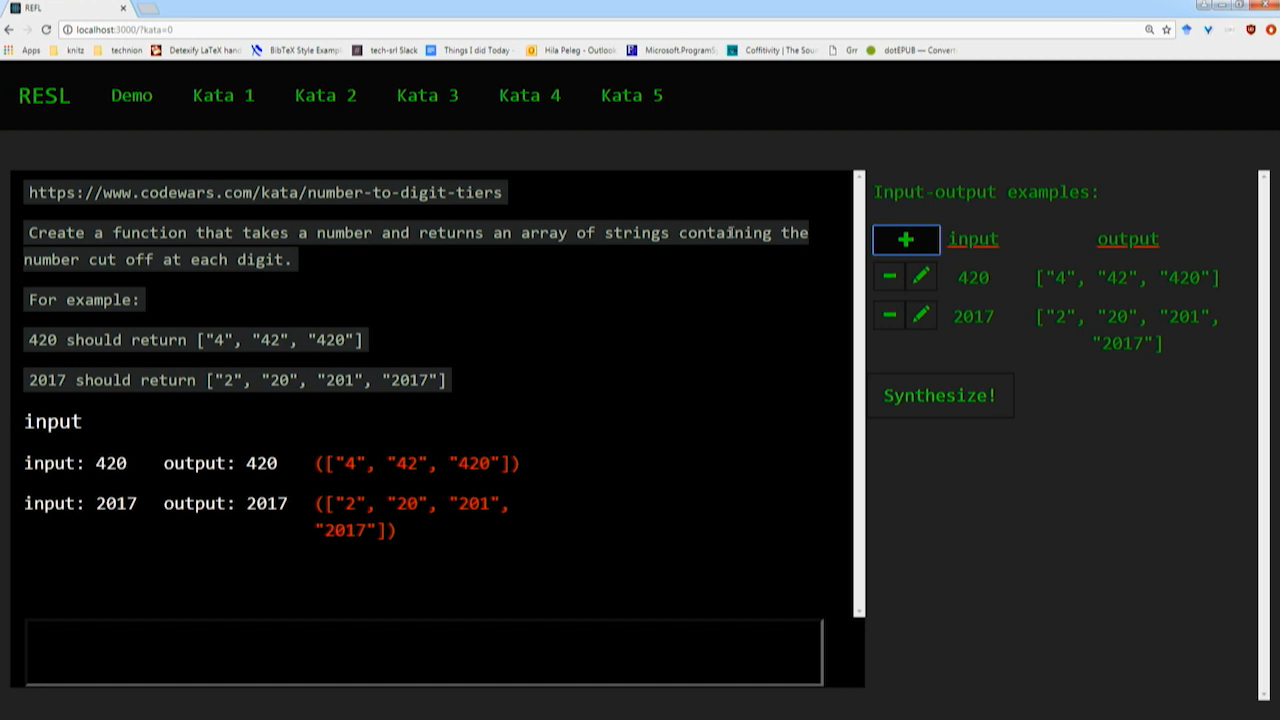 REFL
localhost:3000/?kata=0
Apps knitz technion Detexify LaTeX han BibTeX Style Exampl tech-srl Slack Things I did Today - Hila Peleg - Outlook Microsoft.ProgramS Coffitivity | The Sou Grr dotEPUB — Convert
RESL Demo Kata 1 Kata 2 Kata 3 Kata 4 Kata 5
https://www.codewars.com/kata/number-to-digit-tiers
Create a function that takes a number and returns an array of strings containing the
number cut off at each digit.
For example:
420 should return ["4", "42", "420"]
2017 should return ["2", "20", "201", "2017"]
input
input: 420 output: 420 (["4", "42", "420"])
input: 2017 output: 2017 (["2", "20", "201",
"2017"])
Input-output examples:
+ input output
420 ["4", "42", "420"]
2017 ["2", "20", "201",
"2017"]
Synthesize!